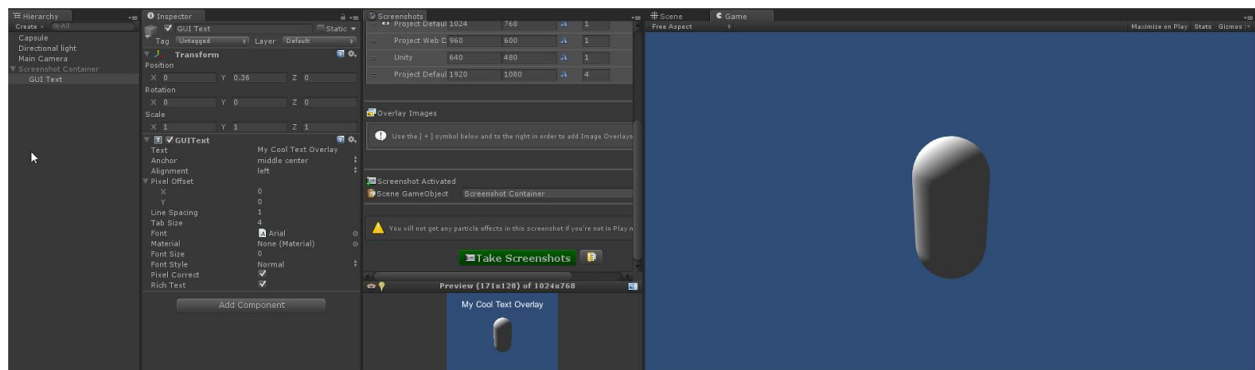 Hierarchy
Create
All
Capsule
Directional light
Main Camera
Screenshot Container
GUI Text
Inspector
GUI Text
Static
Tag Untagged Layer Default
Transform
Position
X 0 Y 0.36 Z 0
Rotation
X 0 Y 0 Z 0
Scale
X 1 Y 1 Z 1
GUIText
Text My Cool Text Overlay
Anchor middle center
Alignment left
Pixel Offset
X 0
Y 0
Line Spacing 1
Tab Size 4
Font Arial
Material None (Material)
Font Size 0
Font Style Normal
Pixel Correct
Rich Text
Add Component
Screenshots
Project Defaul 1024 768 1
Project Web D 960 600 1
Unity 640 480 1
Project Defaul 1920 1080 4
Overlay Images
Use the [ + ] symbol below and to the right in order to add Image Overlays
Screenshot Activated
Scene GameObject Screenshot Container
You will not get any particle effects in this screenshot if you're not in Play
Take Screenshots
Preview (171x128) of 1024x768
My Cool Text Overlay
Scene
Game
Free Aspect
Maximize on Play Stats Gizmos